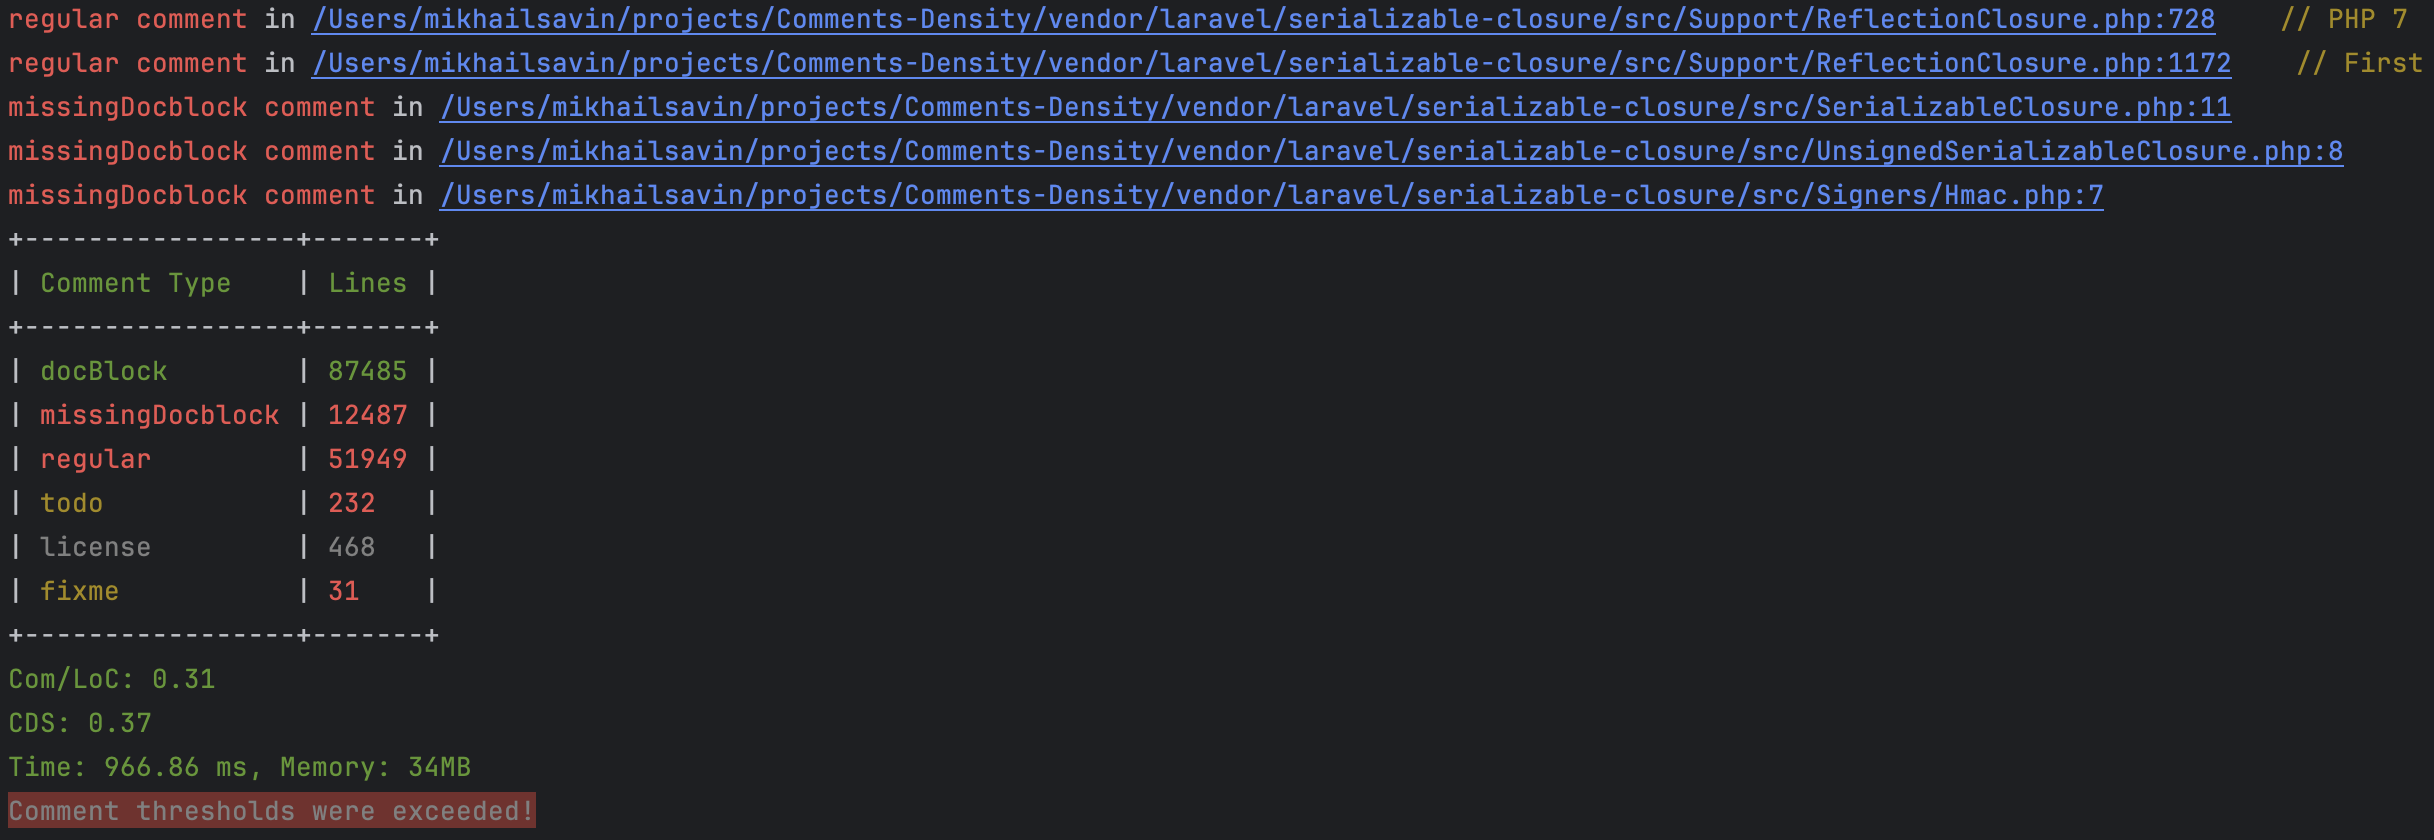 regular comment in /Users/mikhailsavin/projects/Comments-Density/vendor/laravel/serializable-closure/src/Support/ReflectionClosure.php:728    // PHP 7
regular comment in /Users/mikhailsavin/projects/Comments-Density/vendor/laravel/serializable-closure/src/Support/ReflectionClosure.php:1172    // First
missingDocblock comment in /Users/mikhailsavin/projects/Comments-Density/vendor/laravel/serializable-closure/src/SerializableClosure.php:11
missingDocblock comment in /Users/mikhailsavin/projects/Comments-Density/vendor/laravel/serializable-closure/src/UnsignedSerializableClosure.php:8
missingDocblock comment in /Users/mikhailsavin/projects/Comments-Density/vendor/laravel/serializable-closure/src/Signers/Hmac.php:7
+-----------------+-------+
| Comment Type    | Lines |
+-----------------+-------+
| docBlock        | 87485 |
| missingDocblock | 12487 |
| regular         | 51949 |
| todo            | 232   |
| license         | 468   |
| fixme           | 31    |
+-----------------+-------+
Com/LoC: 0.31
CDS: 0.37
Time: 966.86 ms, Memory: 34MB
Comment thresholds were exceeded!